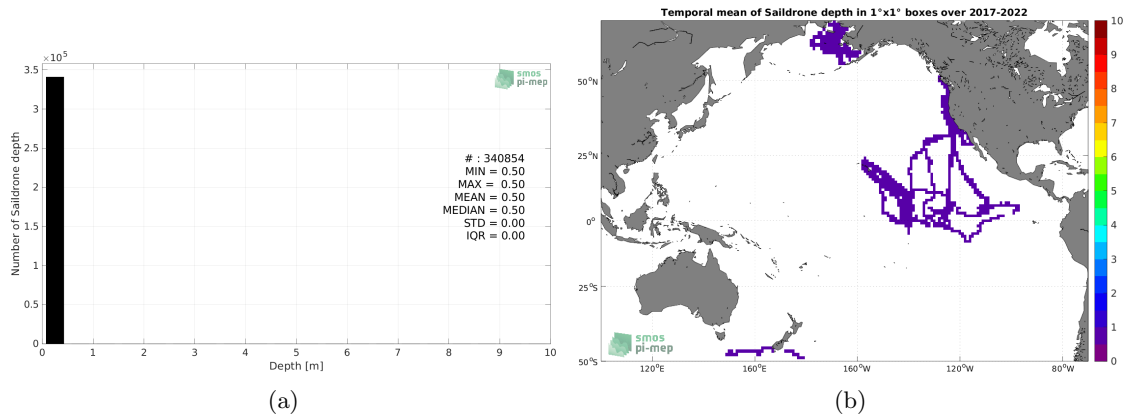 ×10⁵
3.5
3
2.5
2
1.5
1
0.5
0
Number of Saildrone depth
smos
pi-mep
# : 340854
MIN = 0.50
MAX = 0.50
MEAN = 0.50
MEDIAN = 0.50
STD = 0.00
IQR = 0.00
0 1 2 3 4 5 6 7 8 9 10
Depth [m]
(a)
Temporal mean of Saildrone depth in 1°x1° boxes over 2017-2022
50°N
25°N
0°
25°S
50°S
smos
pi-mep
120°E 160°E 160°W 120°W 80°W
10
9
8
7
6
5
4
3
2
1
0
(b)